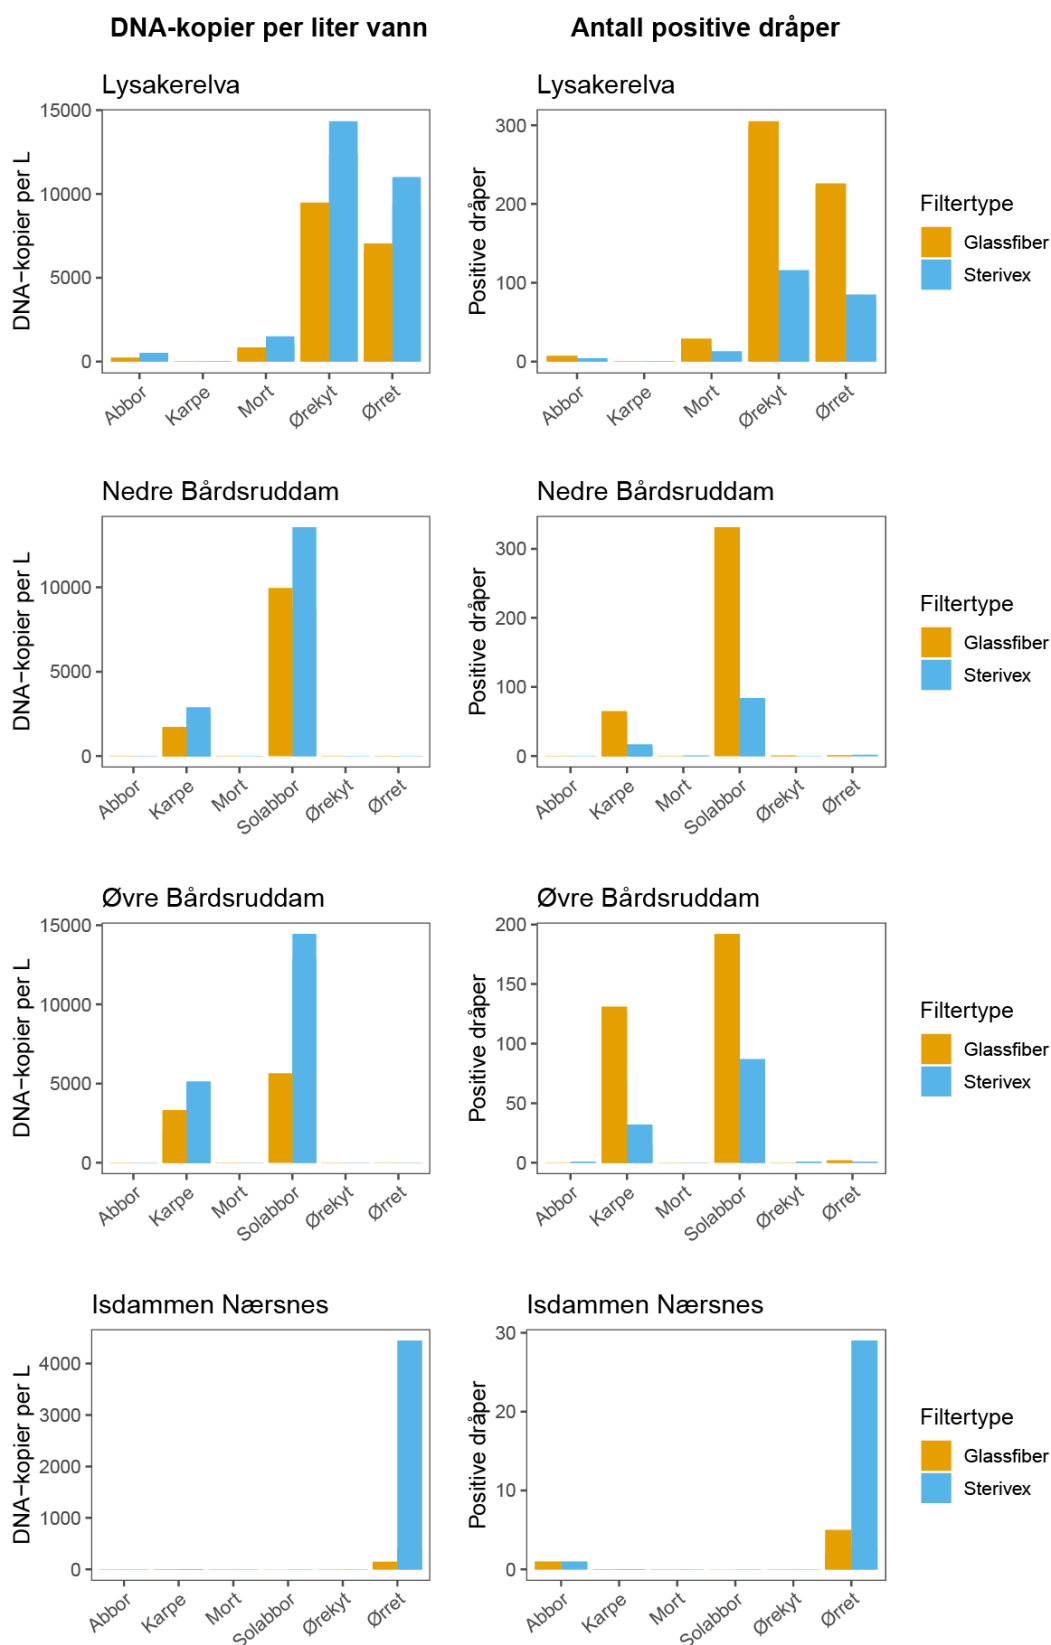 DNA-kopier per liter vann
Antall positive dråper
Lysakerelva
DNA−kopier per L
15000
10000
5000
0
Abbor
Karpe
Mort
Ørekyt
Ørret
Lysakerelva
Positive dråper
300
200
100
0
Abbor
Karpe
Mort
Ørekyt
Ørret
Filtertype
Glassfiber
Sterivex
Nedre Bårdsruddam
DNA−kopier per L
10000
5000
0
Abbor
Karpe
Mort
Solabbor
Ørekyt
Ørret
Nedre Bårdsruddam
Positive dråper
300
200
100
0
Abbor
Karpe
Mort
Solabbor
Ørekyt
Ørret
Filtertype
Glassfiber
Sterivex
Øvre Bårdsruddam
DNA−kopier per L
15000
10000
5000
0
Abbor
Karpe
Mort
Solabbor
Ørekyt
Ørret
Øvre Bårdsruddam
Positive dråper
200
150
100
50
0
Abbor
Karpe
Mort
Solabbor
Ørekyt
Ørret
Filtertype
Glassfiber
Sterivex
Isdammen Nærsnes
DNA−kopier per L
4000
3000
2000
1000
0
Abbor
Karpe
Mort
Solabbor
Ørekyt
Ørret
Isdammen Nærsnes
Positive dråper
30
20
10
0
Abbor
Karpe
Mort
Solabbor
Ørekyt
Ørret
Filtertype
Glassfiber
Sterivex